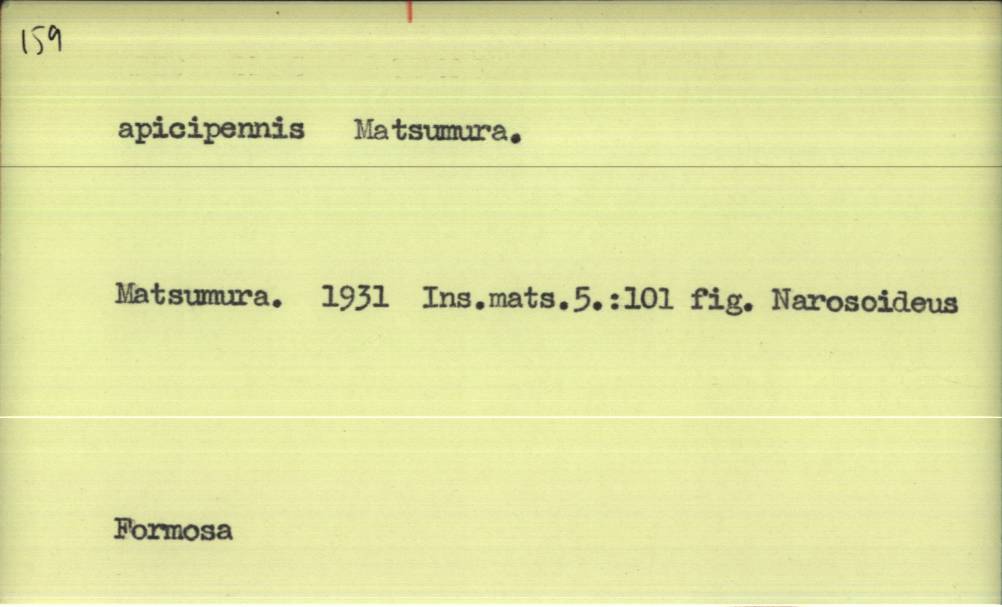 159
apicipennis Matsumura.
Matsumura. 1931 Ins.mats.5.:101 fig. Narosoideus
Formosa